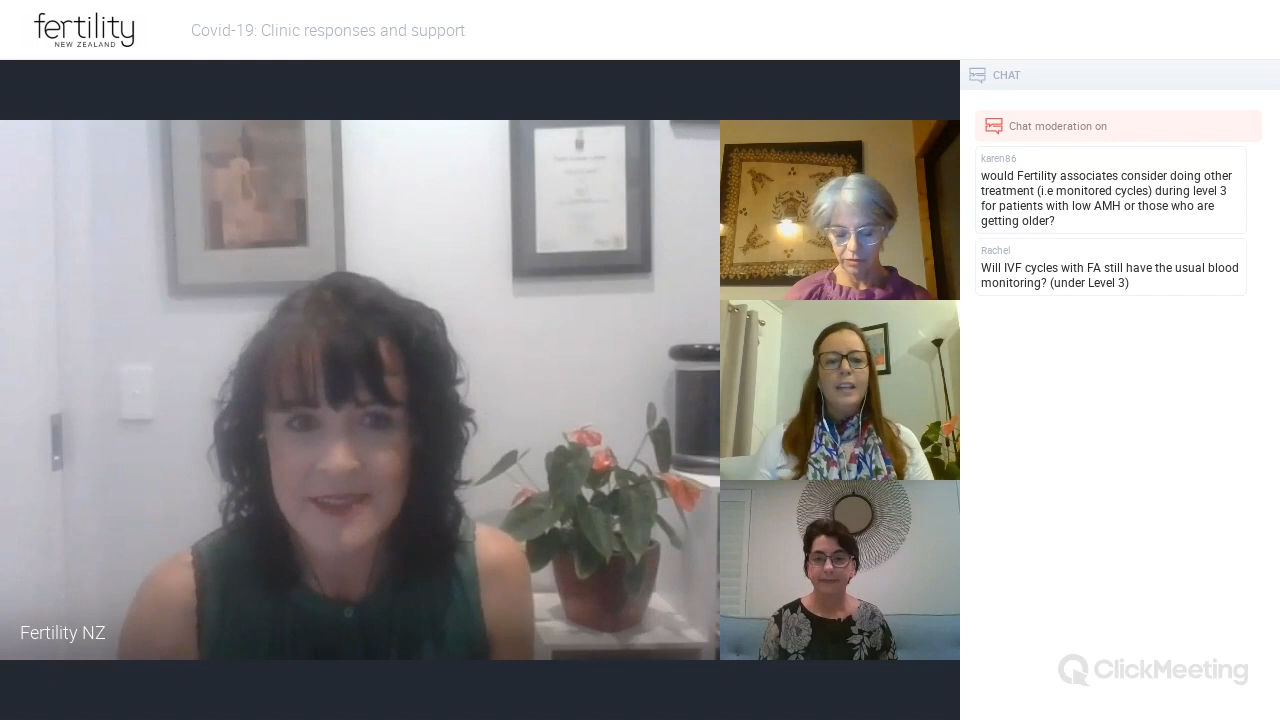 fertility
NEW ZEALAND
Covid-19: Clinic responses and support
CHAT
Chat moderation on
karen86
would Fertility associates consider doing other
treatment (i.e monitored cycles) during level 3
for patients with low AMH or those who are
getting older?
Rachel
Will IVF cycles with FA still have the usual blood
monitoring? (under Level 3)
Fertility NZ
ClickMeeting